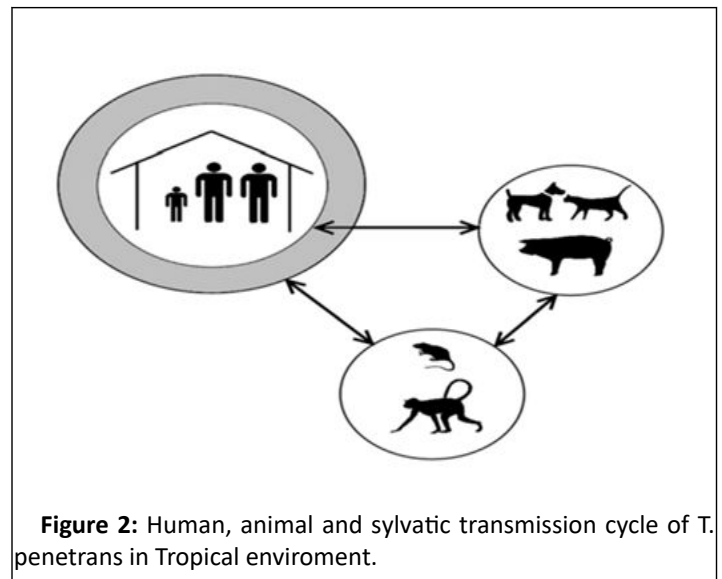 Figure 2: Human, animal and sylvatic transmission cycle of T.
penetrans in Tropical enviroment.